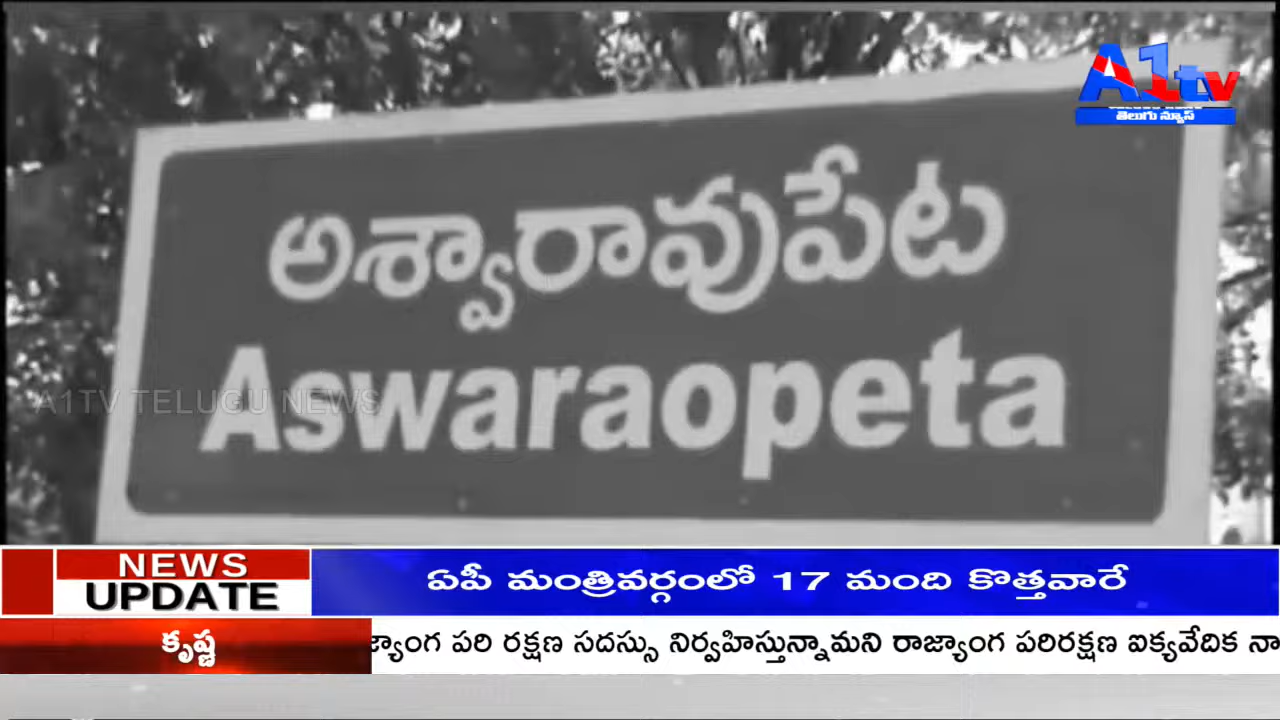 A1tv
తెలుగు న్యూస్
అశ్వారావుపేట
Aswaraopeta
A1TV TELUGU NEWS
NEWS
UPDATE
ఏపీ మంత్రివర్గంలో 17 మంది కొత్తవారే
కృష్ణ
జ్యాంగ పరి రక్షణ సదస్సు నిర్వహిస్తున్నామని రాజ్యాంగ పరిరక్షణ ఐక్యవేదిక నా